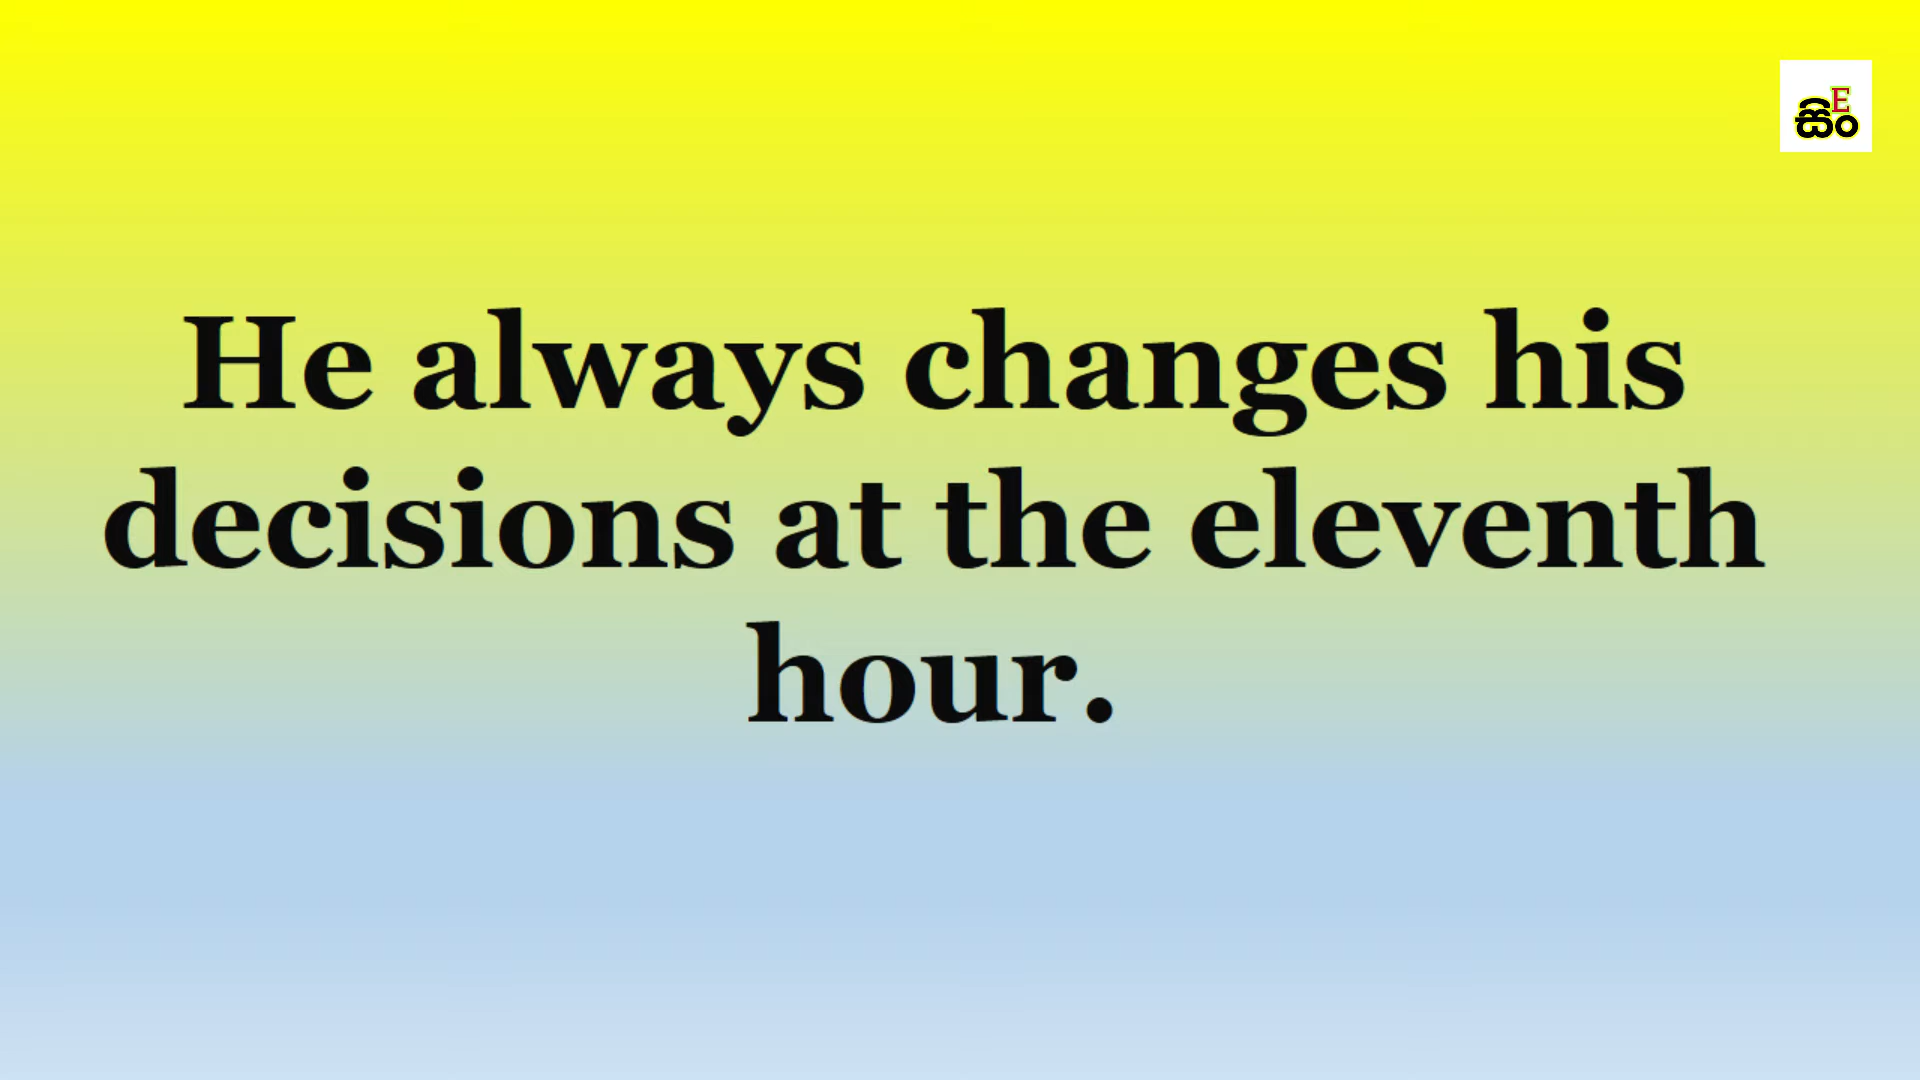 E
සිං
He always changes his
decisions at the eleventh
hour.